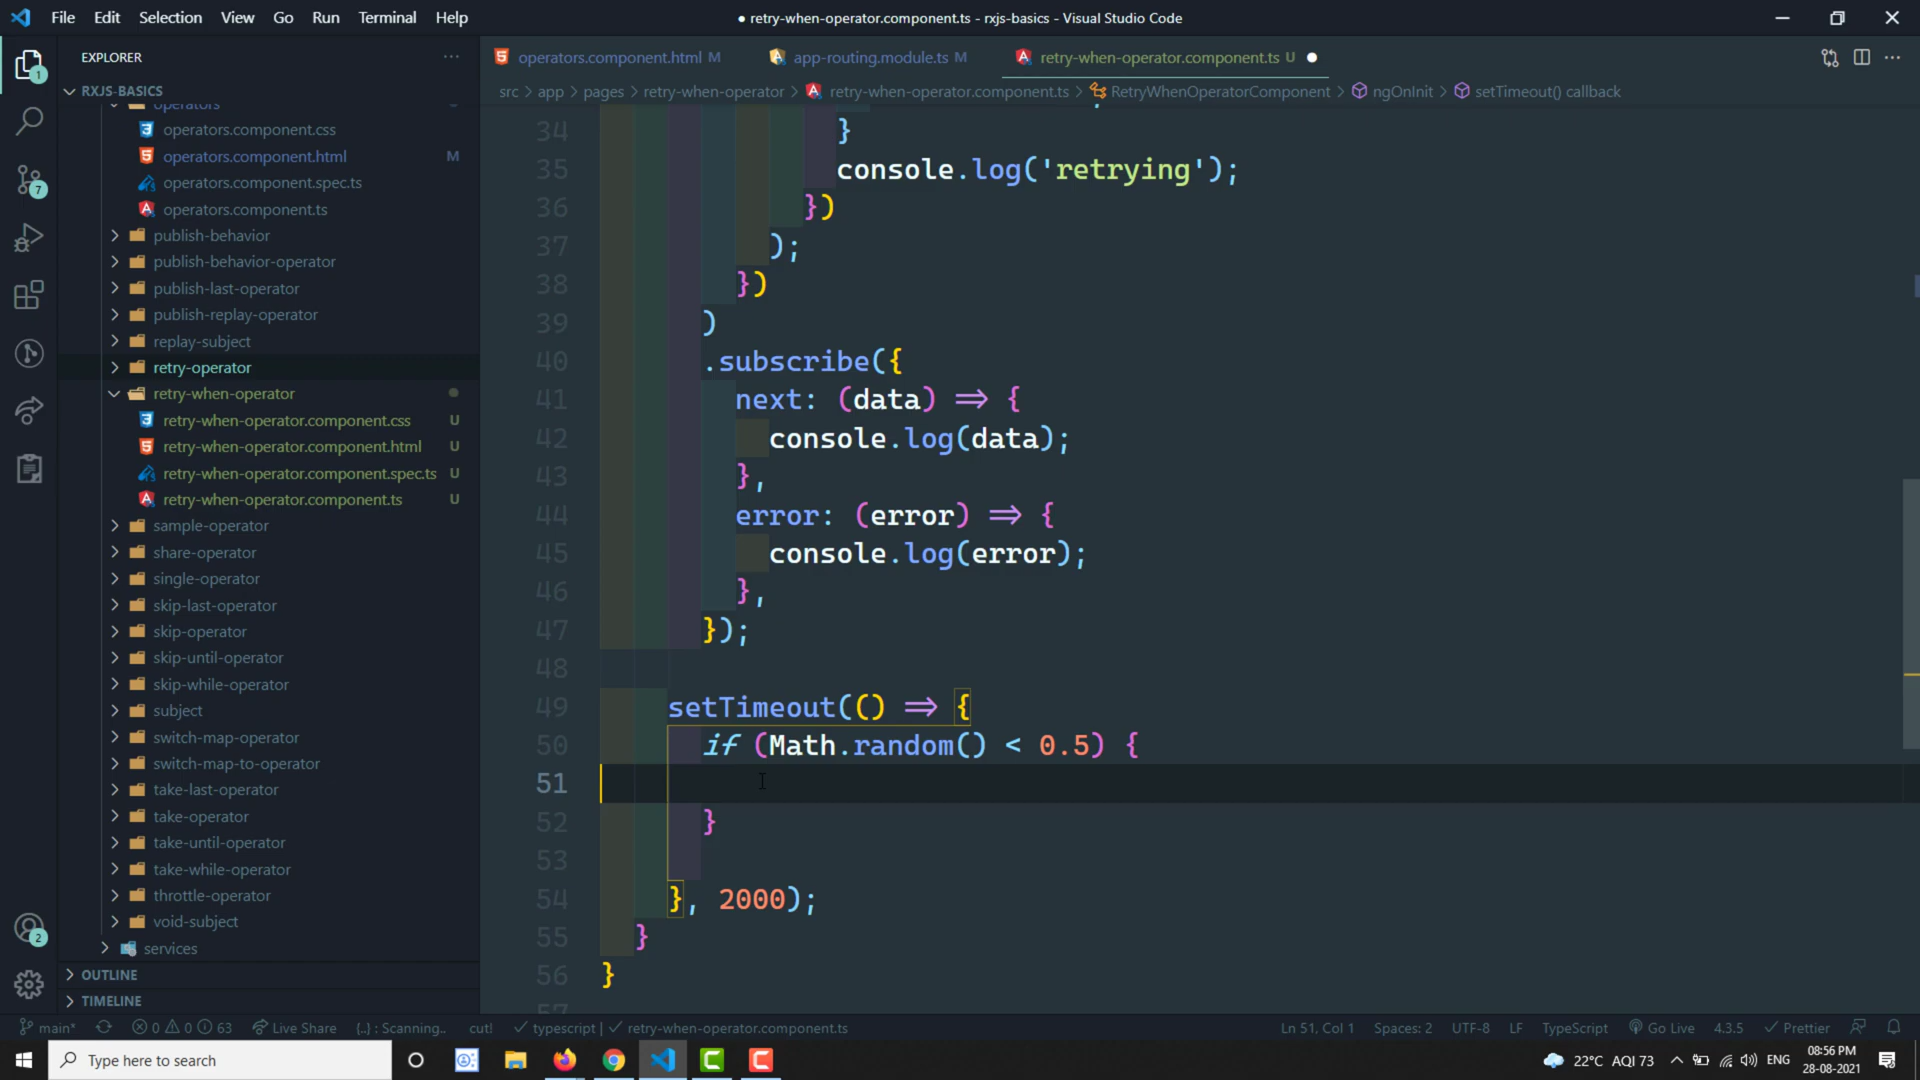 File Edit Selection View Go Run Terminal Help
● retry-when-operator.component.ts - rxjs-basics - Visual Studio Code
EXPLORER
RXJS-BASICS
operators
operators.component.css
operators.component.html M
operators.component.spec.ts
operators.component.ts
publish-behavior
publish-behavior-operator
publish-last-operator
publish-replay-operator
replay-subject
retry-operator
retry-when-operator
retry-when-operator.component.css U
retry-when-operator.component.html U
retry-when-operator.component.spec.ts U
retry-when-operator.component.ts U
sample-operator
share-operator
single-operator
skip-last-operator
skip-operator
skip-until-operator
skip-while-operator
subject
switch-map-operator
switch-map-to-operator
take-last-operator
take-operator
take-until-operator
take-while-operator
throttle-operator
void-subject
services
OUTLINE
TIMELINE
1
7
2
operators.component.html M
app-routing.module.ts M
retry-when-operator.component.ts U
src > app > pages > retry-when-operator > retry-when-operator.component.ts > RetryWhenOperatorComponent > ngOnInit > setTimeout() callback
34 }
35 console.log('retrying');
36 })
37 );
38 })
39 )
40 .subscribe({
41 next: (data) => {
42 console.log(data);
43 },
44 error: (error) => {
45 console.log(error);
46 },
47 });
48
49 setTimeout(() => {
50 if (Math.random() < 0.5) {
51
52 }
53
54 }, 2000);
55 }
56 }
57
main* 0 0 63 Live Share {..} : Scanning.. cut! ✓ typescript | ✓ retry-when-operator.component.ts
Ln 51, Col 1 Spaces: 2 UTF-8 LF TypeScript Go Live 4.3.5 ✓ Prettier
Type here to search
22°C AQI 73 ENG
08:56 PM
28-08-2021